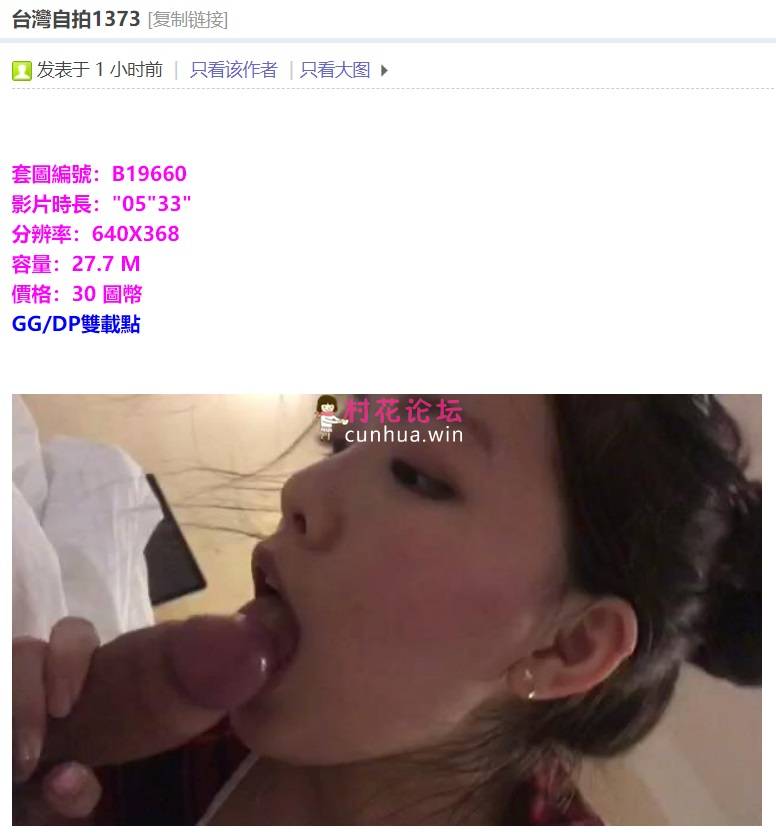 台灣自拍1373 [复制链接]
发表于 1 小时前 | 只看该作者 | 只看大图
套圖編號：B19660
影片時長："05"33"
分辨率：640X368
容量：27.7 M
價格：30 圖幣
GG/DP雙載點
村花论坛
cunhua.win